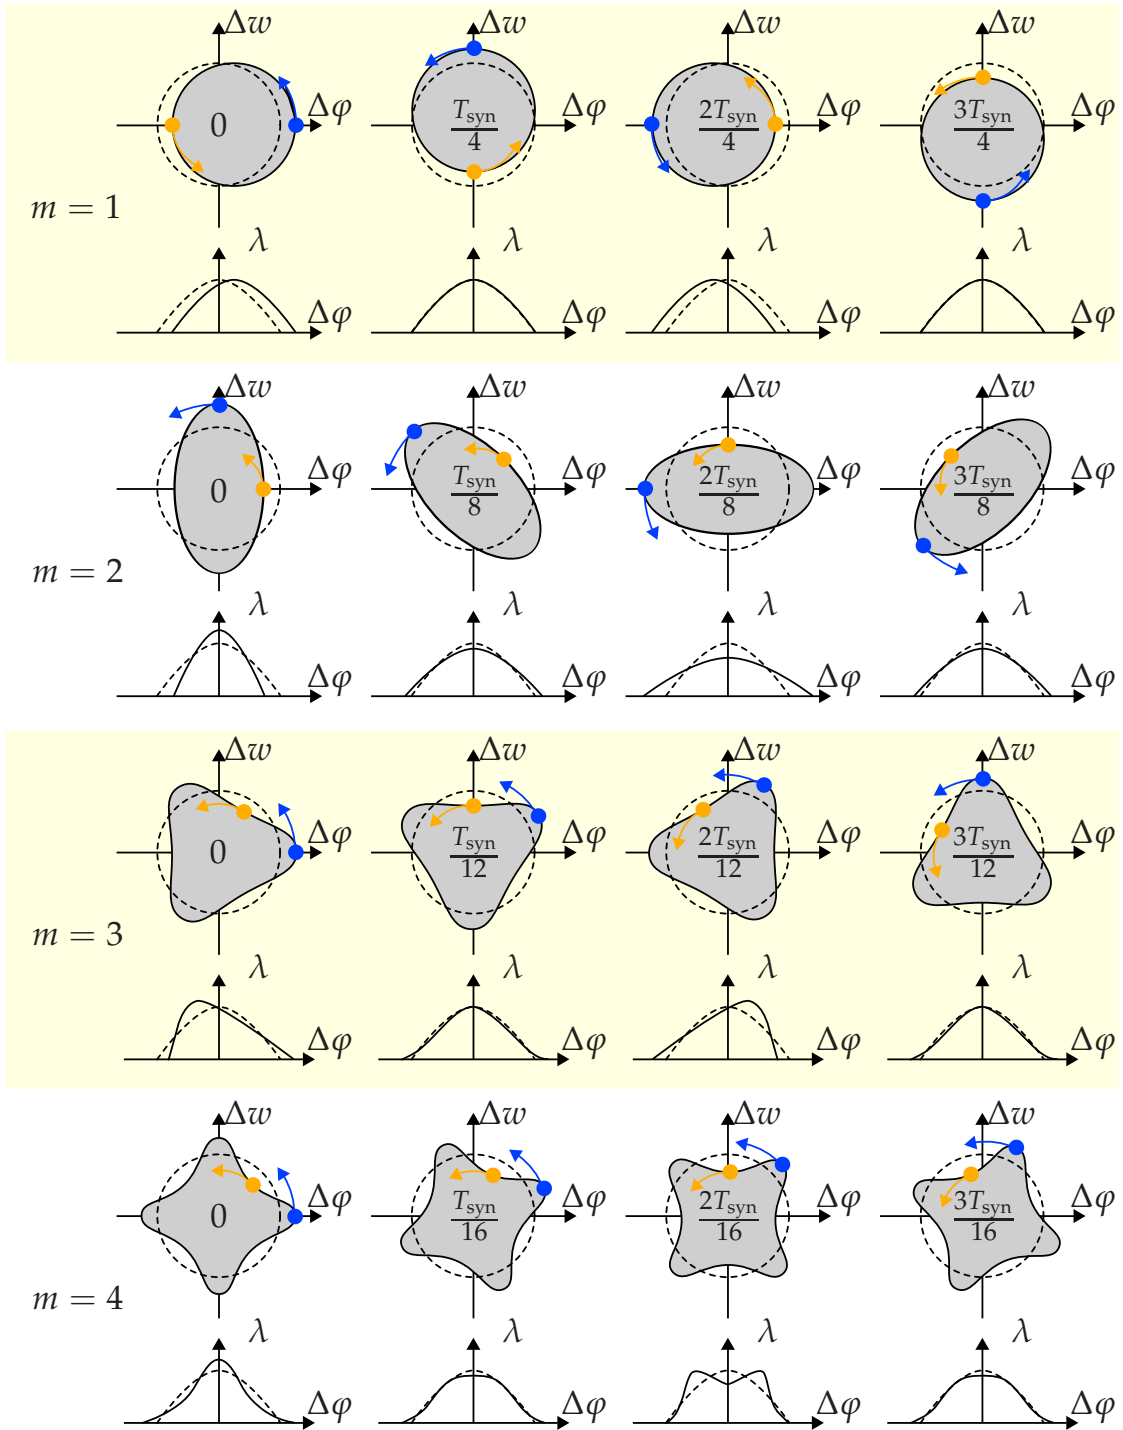 Δw Δw Δw Δw
0 Δφ T_syn/4 Δφ 2T_syn/4 Δφ 3T_syn/4 Δφ
m = 1
λ λ λ λ
Δφ Δφ Δφ Δφ
Δw Δw Δw Δw
0 Δφ T_syn/8 Δφ 2T_syn/8 Δφ 3T_syn/8 Δφ
m = 2
λ λ λ λ
Δφ Δφ Δφ Δφ
Δw Δw Δw Δw
0 Δφ T_syn/12 Δφ 2T_syn/12 Δφ 3T_syn/12 Δφ
m = 3
λ λ λ λ
Δφ Δφ Δφ Δφ
Δw Δw Δw Δw
0 Δφ T_syn/16 Δφ 2T_syn/16 Δφ 3T_syn/16 Δφ
m = 4
λ λ λ λ
Δφ Δφ Δφ Δφ